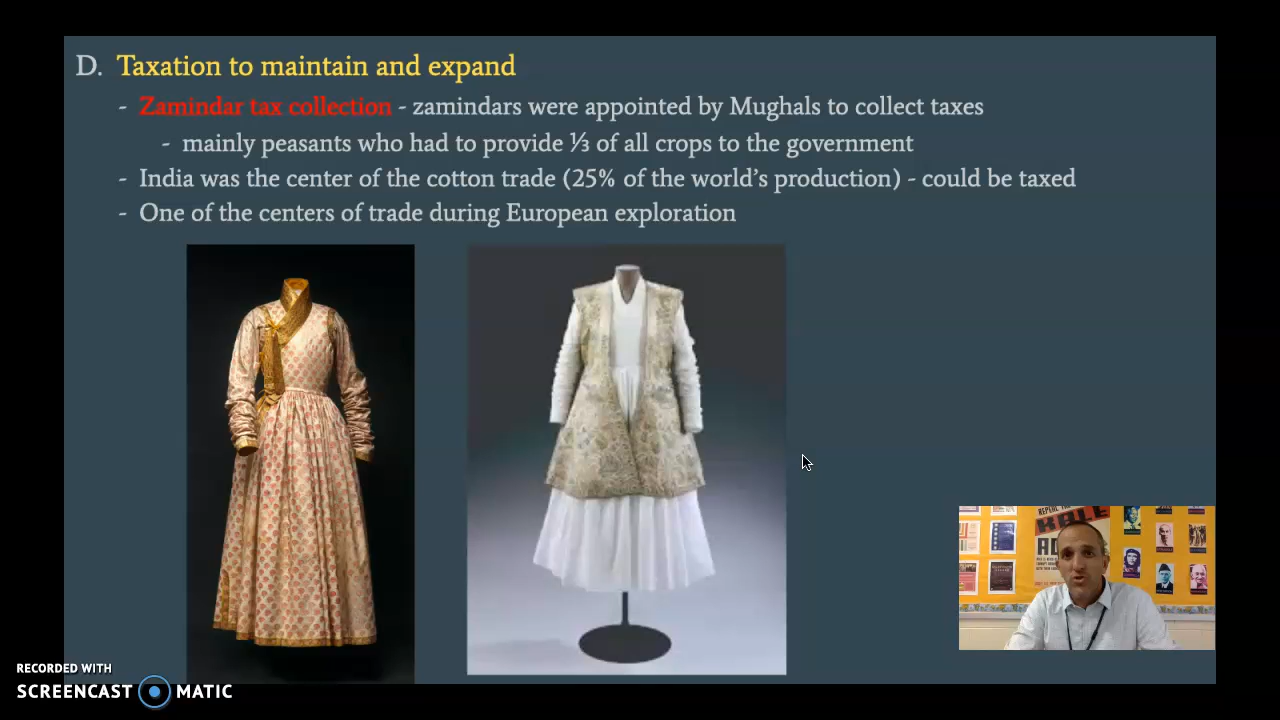 D. Taxation to maintain and expand
- Zamindar tax collection - zamindars were appointed by Mughals to collect taxes
- mainly peasants who had to provide ⅓ of all crops to the government
- India was the center of the cotton trade (25% of the world's production) - could be taxed
- One of the centers of trade during European exploration
REPEAL THE
RECORDED WITH
SCREENCAST MATIC